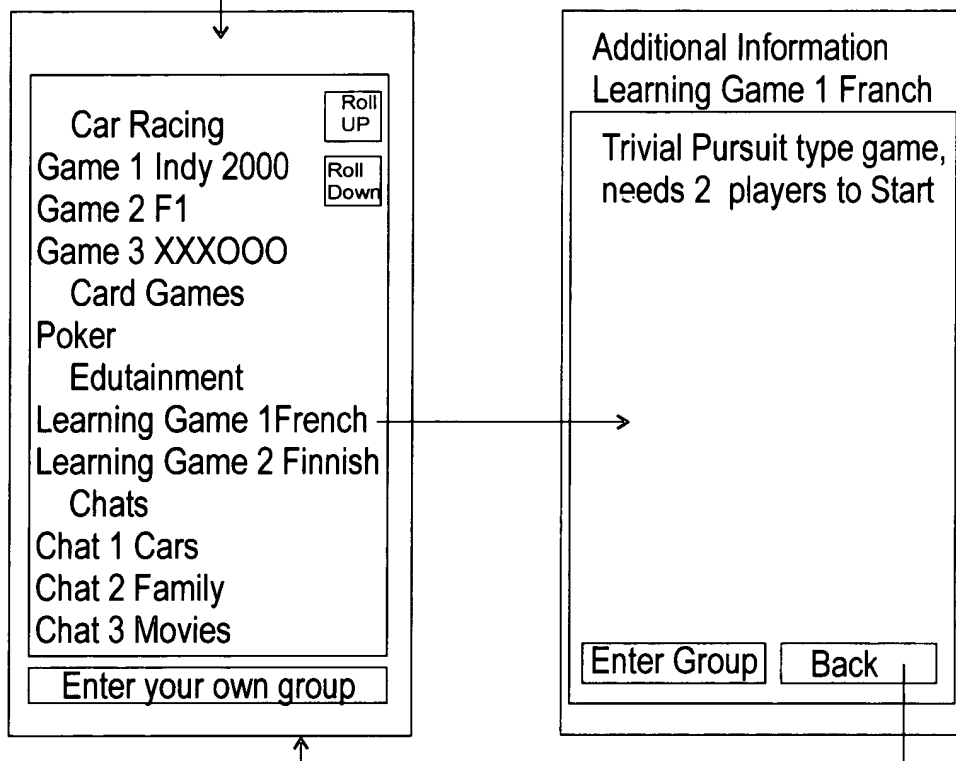 Car Racing
Roll
UP
Game 1 Indy 2000
Roll
Down
Game 2 F1
Game 3 XXXOOO
Card Games
Poker
Edutainment
Learning Game 1French
Learning Game 2 Finnish
Chats
Chat 1 Cars
Chat 2 Family
Chat 3 Movies
Enter your own group
Additional Information
Learning Game 1 Franch
Trivial Pursuit type game,
needs 2 players to Start
Enter Group
Back